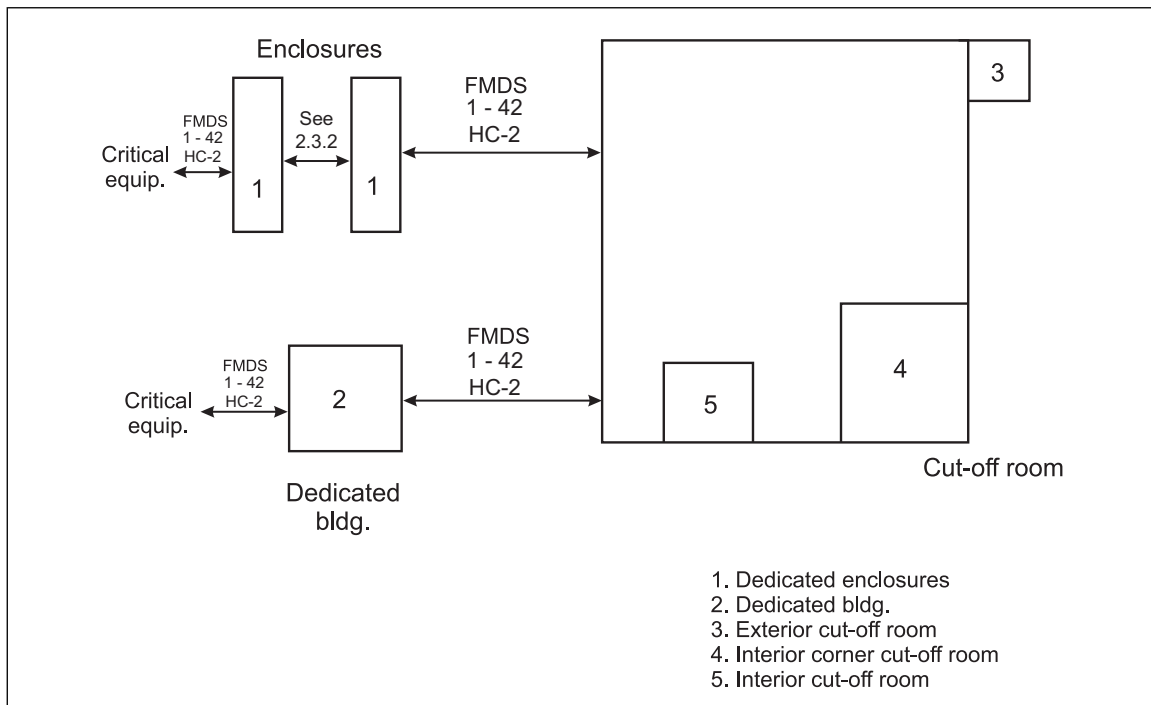 Enclosures
FMDS
1 - 42
HC-2
Critical
equip.
1
See
2.3.2
1
FMDS
1 - 42
HC-2
3
FMDS
1 - 42
HC-2
Critical
equip.
2
Dedicated
bldg.
FMDS
1 - 42
HC-2
5
4
Cut-off room
1. Dedicated enclosures
2. Dedicated bldg.
3. Exterior cut-off room
4. Interior corner cut-off room
5. Interior cut-off room